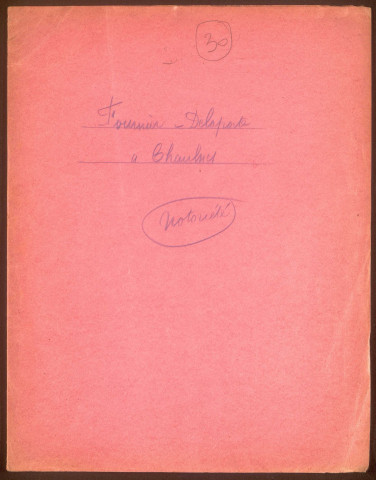 30
Fournier - Delaporte
à Chaulnes
Notoriété